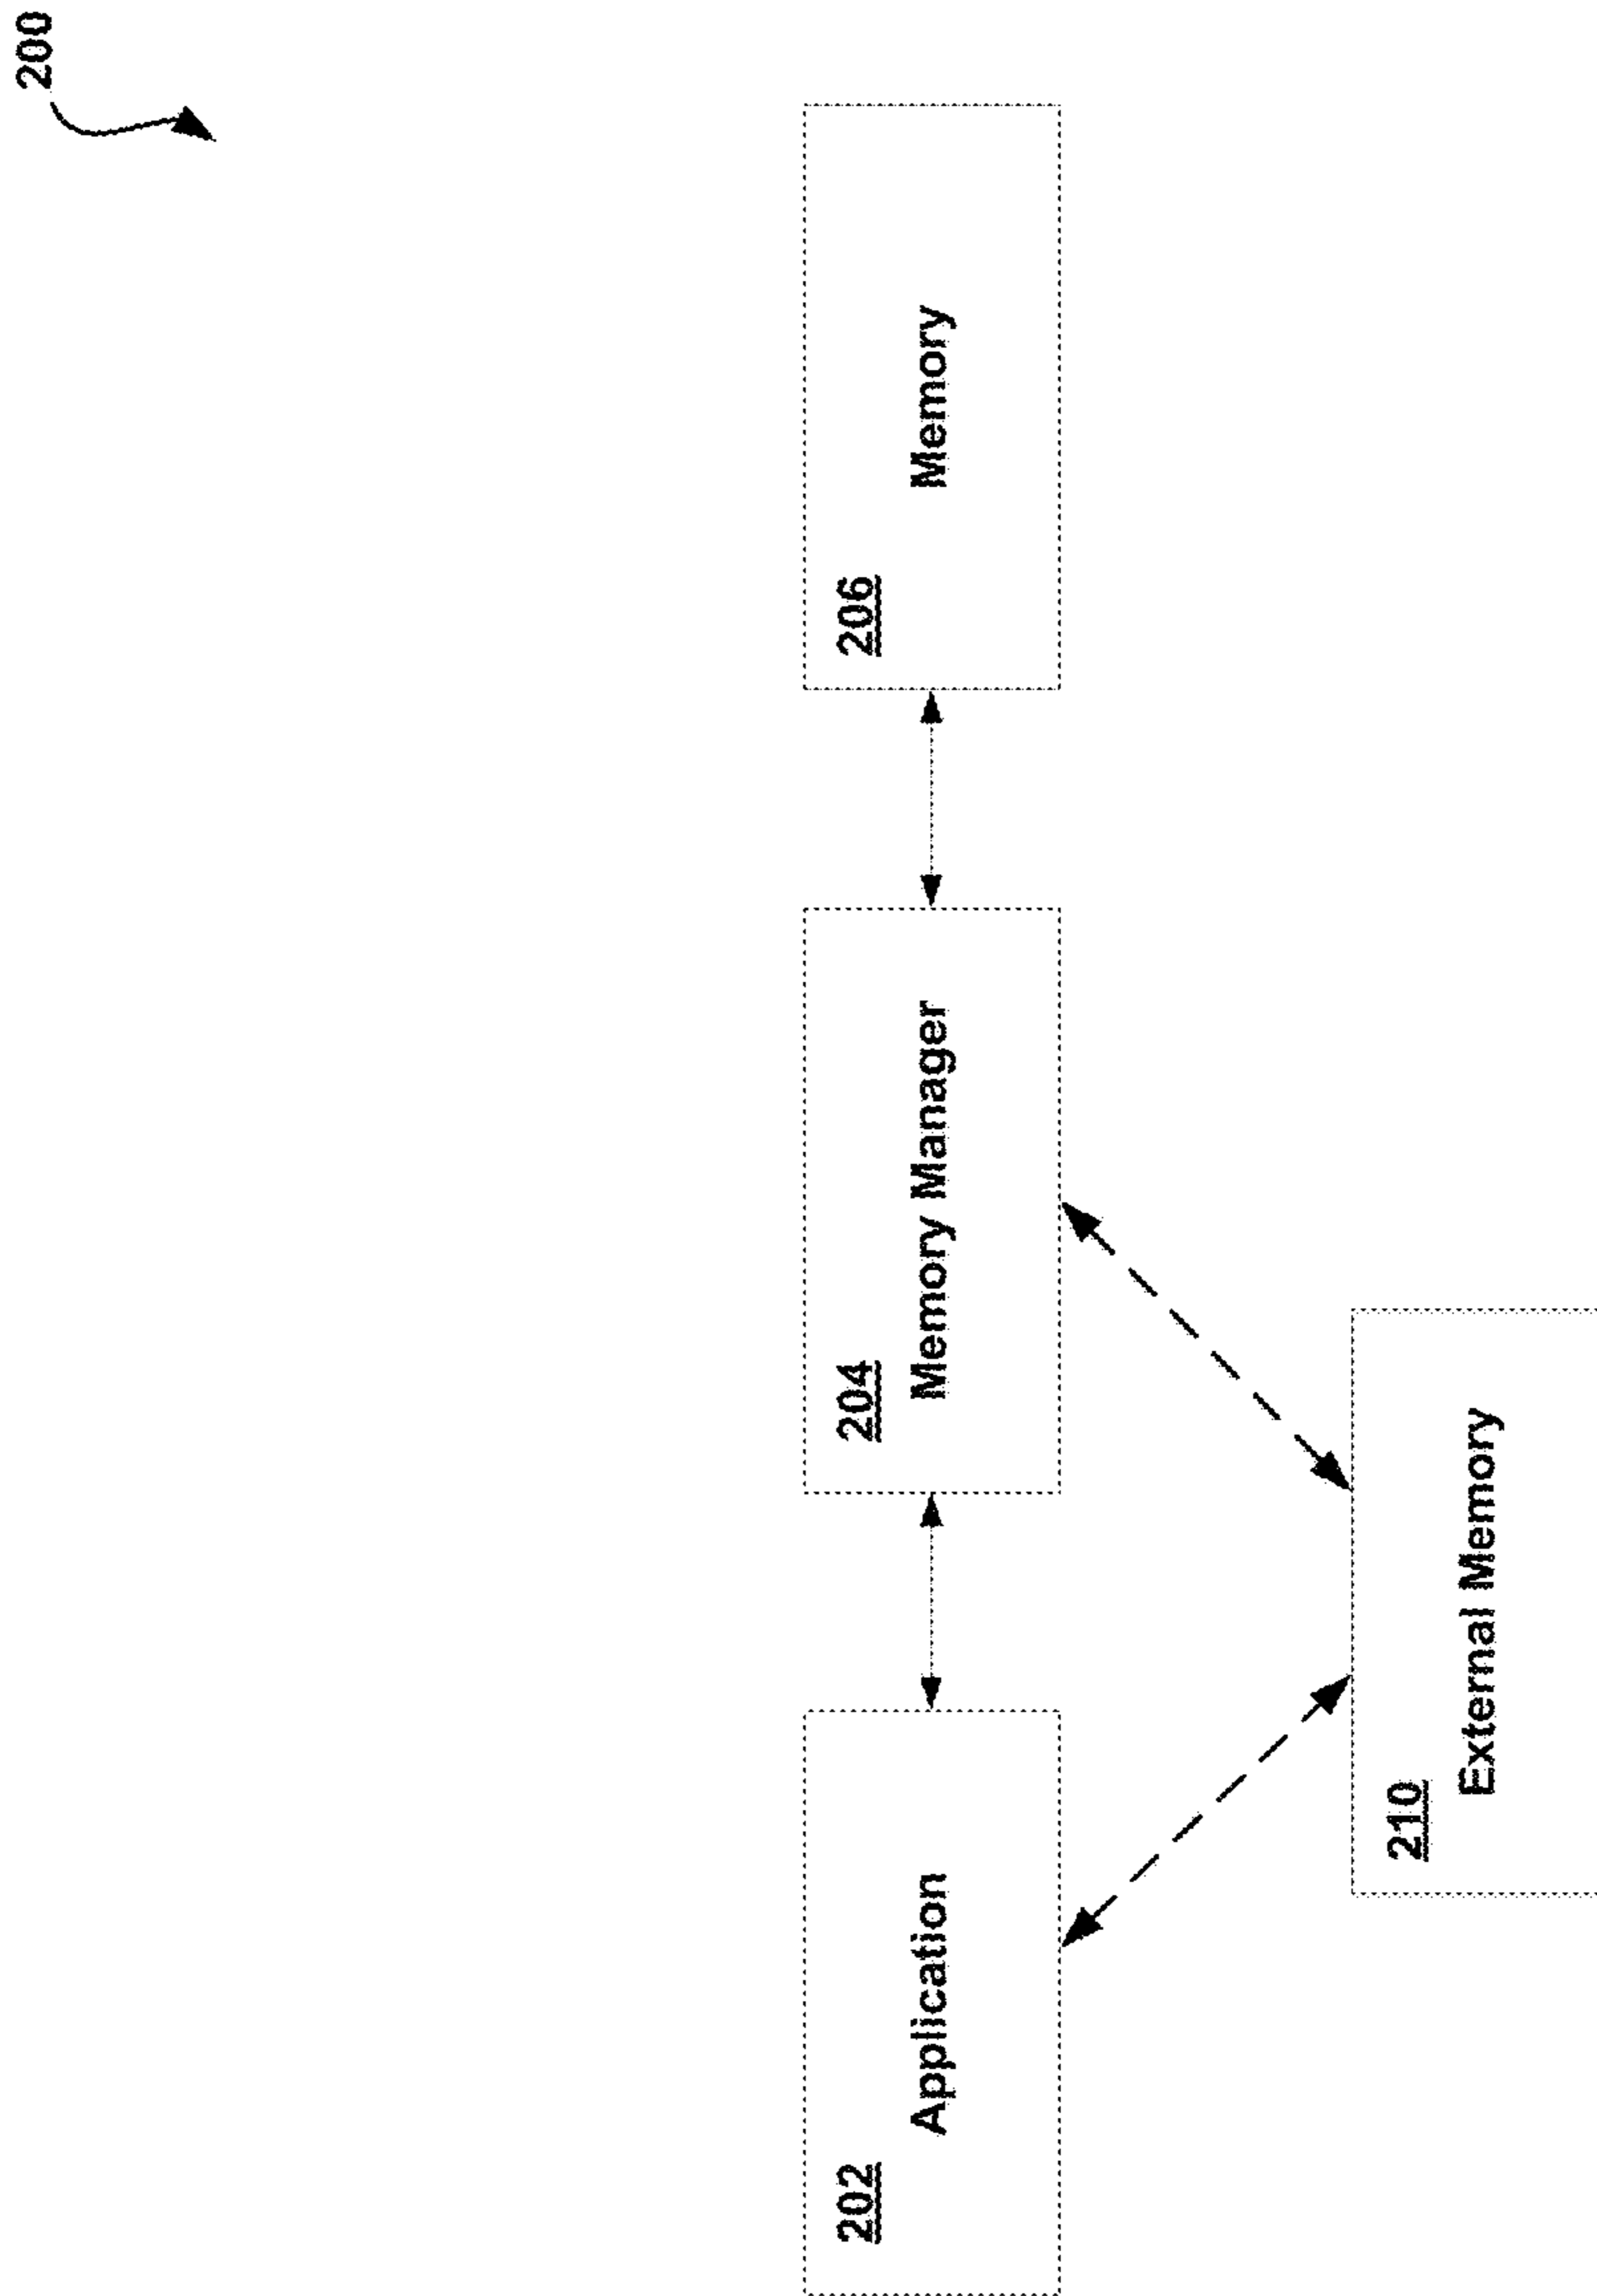 200
202
Application
204
Memory Manager
206
Memory
210
External Memory